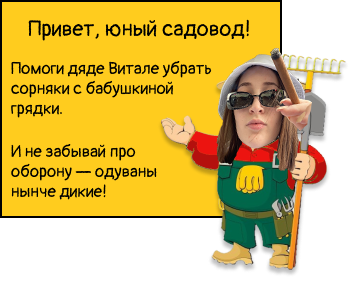 Привет, юный садовод!
Помоги дяде Витале убрать
сорняки с бабушкиной
грядки.
И не забывай про
оборону — одуваны
нынче дикие!